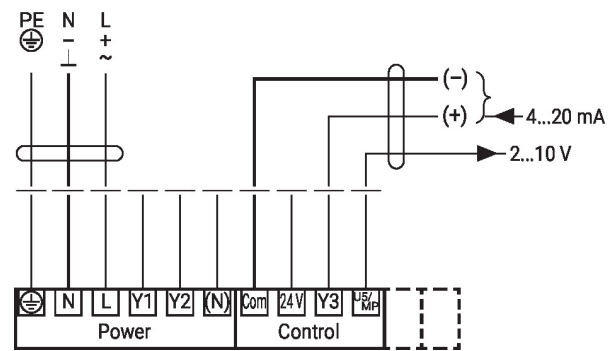 PE N L
– +
⊥ ~
(–)
(+) 4...20 mA
2...10 V
N L Y1 Y2 (N) Com 24V Y3 U5/MP
Power Control